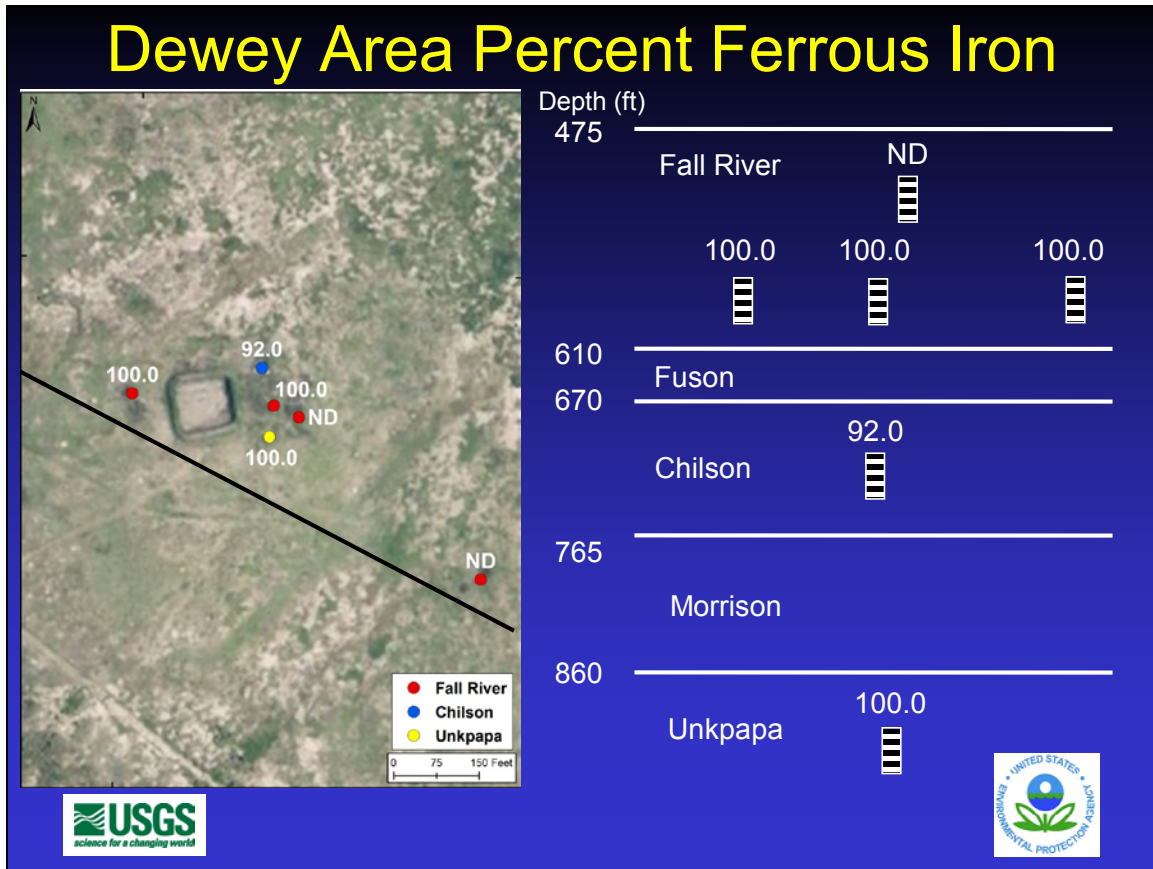 Dewey Area Percent Ferrous Iron
N
92.0
100.0
100.0
ND
100.0
ND
Fall River
Chilson
Unkpapa
0 75 150 Feet
Depth (ft)
475
Fall River
ND
100.0 100.0 100.0
610
Fuson
670
92.0
Chilson
765
Morrison
860
100.0
Unkpapa
USGS
science for a changing world
UNITED STATES
ENVIRONMENTAL PROTECTION AGENCY